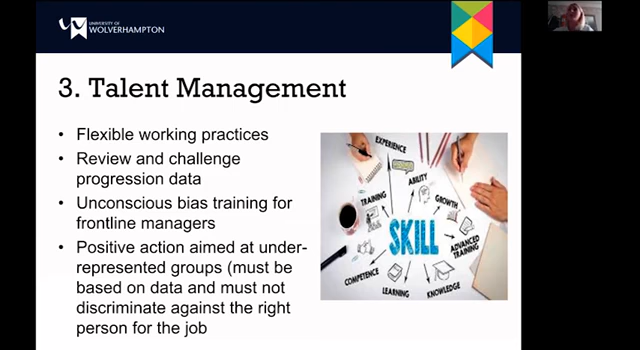 UNIVERSITY OF
WOLVERHAMPTON
3. Talent Management
• Flexible working practices
• Review and challenge
progression data
• Unconscious bias training for
frontline managers
• Positive action aimed at under-
represented groups (must be
based on data and must not
discriminate against the right
person for the job
EXPERIENCE
ABILITY
TRAINING
GROWTH
SKILL
ADVANCED
TRAINING
COMPETENCE
LEARNING
KNOWLEDGE